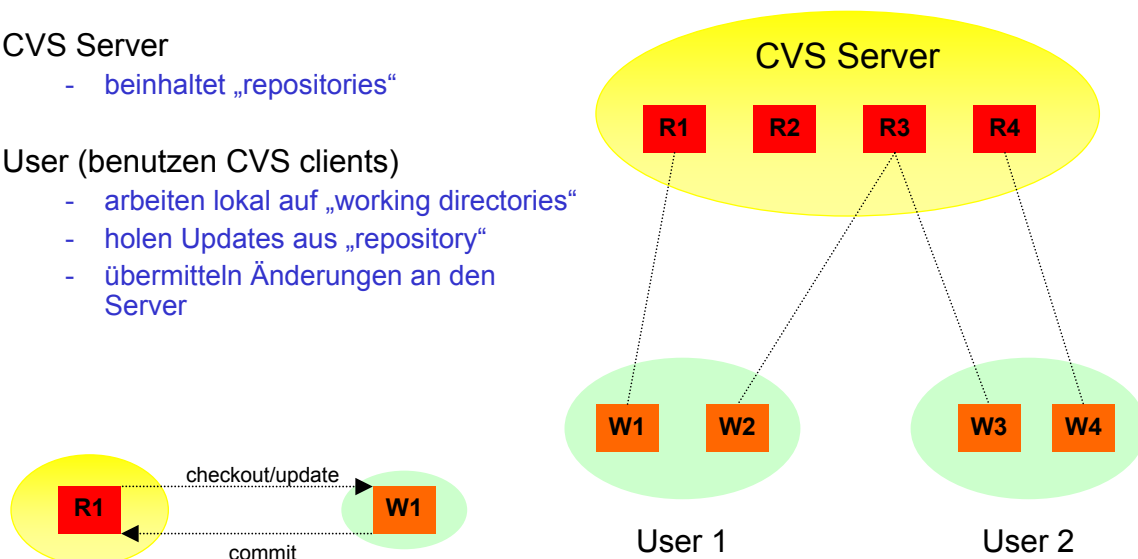 CVS Server
- beinhaltet „repositories“
User (benutzen CVS clients)
- arbeiten lokal auf „working directories“
- holen Updates aus „repository“
- übermitteln Änderungen an den
Server
CVS Server
R1 R2 R3 R4
W1 W2 W3 W4
User 1 User 2
checkout/update
R1 W1
commit